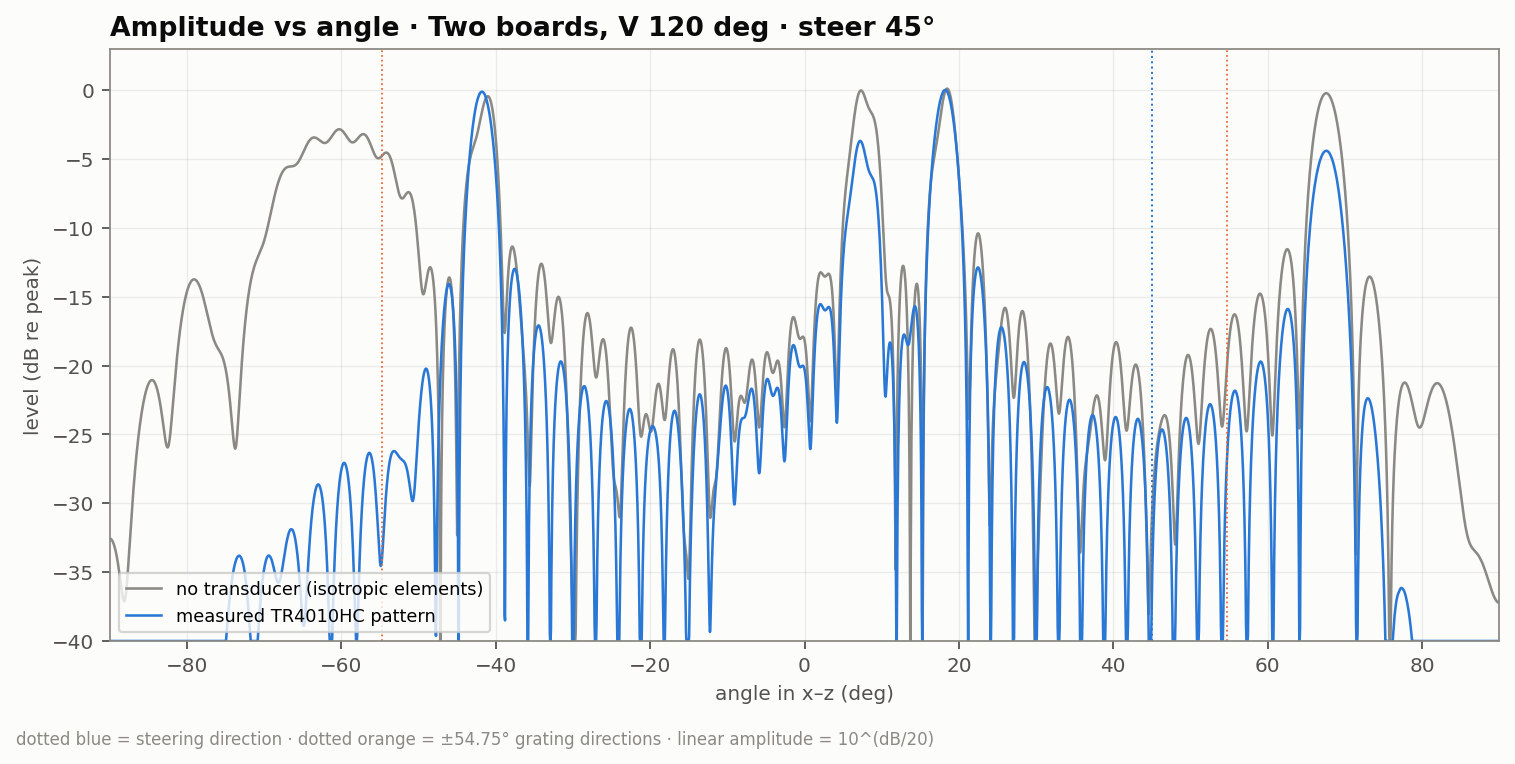 Amplitude vs angle · Two boards, V 120 deg · steer 45°
level (dB re peak)
0
−5
−10
−15
−20
−25
−30
−35
−40
no transducer (isotropic elements)
measured TR4010HC pattern
−80 −60 −40 −20 0 20 40 60 80
angle in x–z (deg)
dotted blue = steering direction · dotted orange = ±54.75° grating directions · linear amplitude = 10^(dB/20)